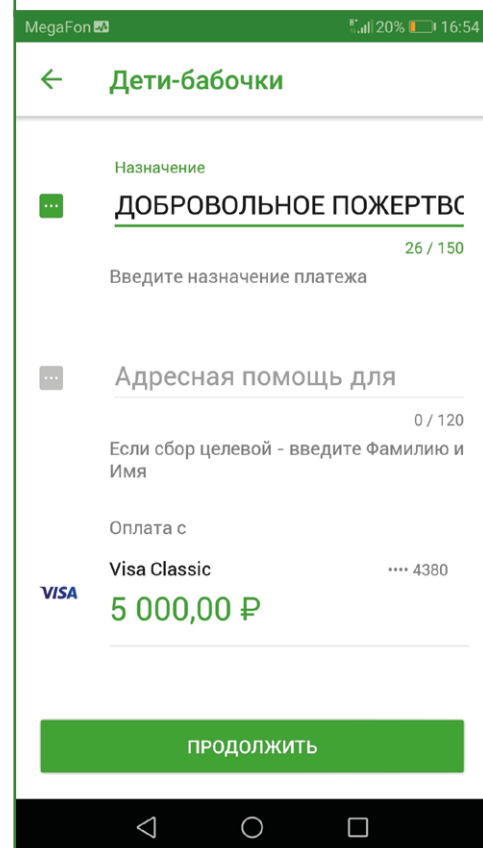 MegaFon 20% 16:54
Дети-бабочки
Назначение
ДОБРОВОЛЬНОЕ ПОЖЕРТВО
26 / 150
Введите назначение платежа
Адресная помощь для
0 / 120
Если сбор целевой - введите Фамилию и
Имя
Оплата с
Visa Classic •••• 4380
VISA
5 000,00 ₽
ПРОДОЛЖИТЬ